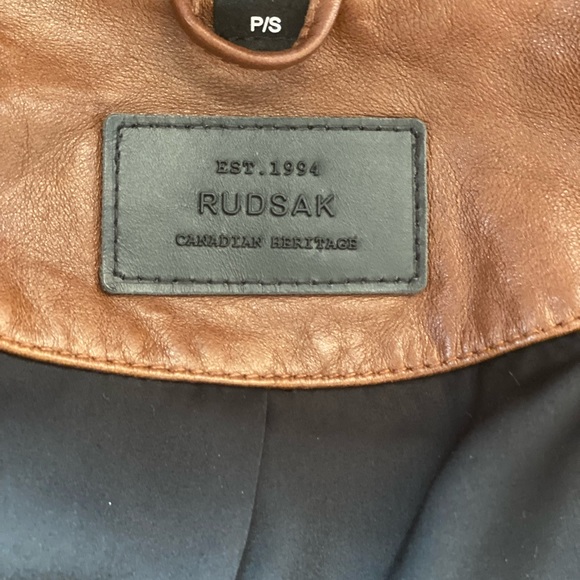 P/S
EST.1994
RUDSAK
CANADIAN HERITAGE